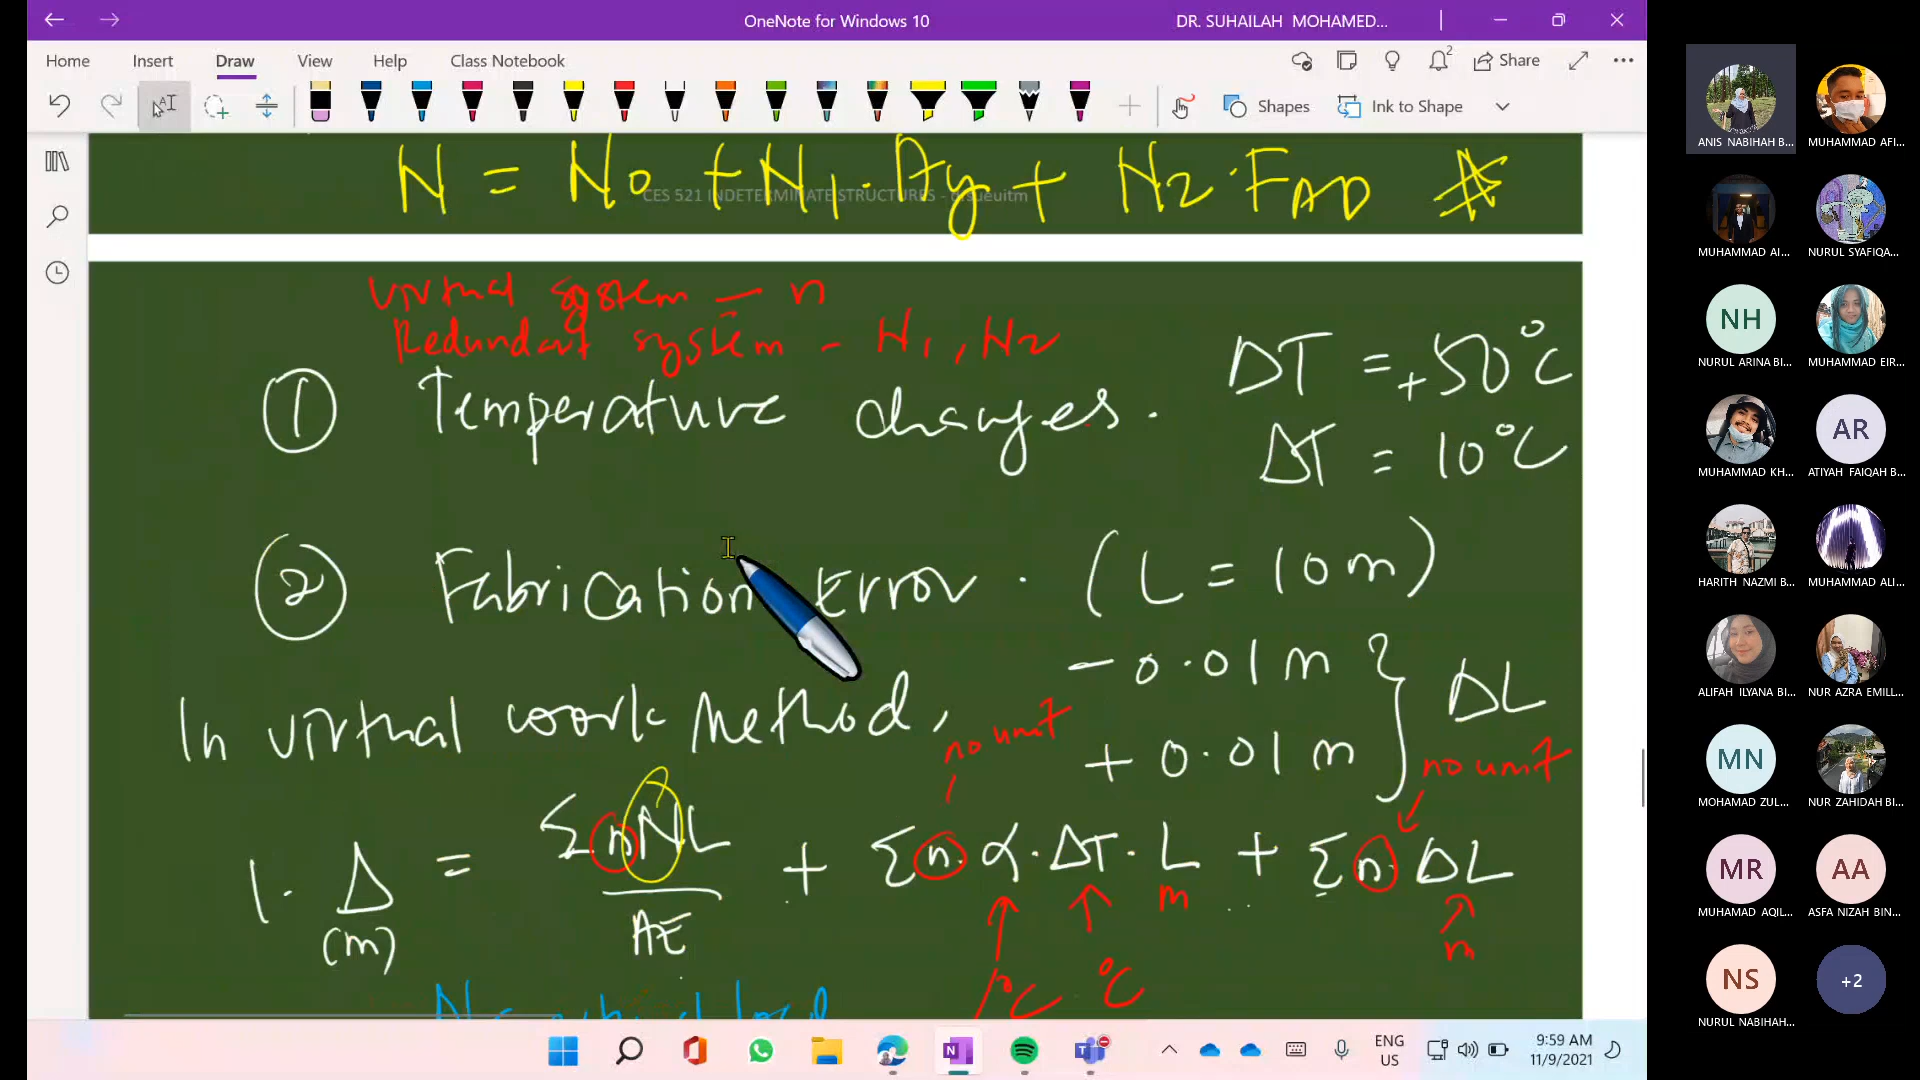 OneNote for Windows 10
DR. SUHAILAH MOHAMED...
Home Insert Draw View Help Class Notebook
2
Share
Shapes
Ink to Shape
N = No + N1 · Ay + N2 · FAD
CES 521 INDETERMINATE STRUCTURES - drsueuitm
Virtual system - n
Redundant system - N1, N2
① Temperature changes.
ΔT = +50°C
ΔT = 10°C
② Fabrication Error. (L = 10m)
- 0.01m
+ 0.01m } ΔL
In virtual work Method,
no unit
no unit
1. Δ = ΣnNL/AE + Σn.α.ΔT.L + Σn.ΔL
(m)
/°C °C m m
N
load
ANIS NABIHAH B...
MUHAMMAD AFI...
MUHAMMAD AI...
NURUL SYAFIQA...
NH
NURUL ARINA BI...
MUHAMMAD EIR...
MUHAMMAD KH...
AR
ATIYAH FAIQAH B...
HARITH NAZMI B...
MUHAMMAD ALI...
ALIFAH ILYANA BI...
NUR AZRA EMILL...
MN
MOHAMAD ZUL...
NUR ZAHIDAH BI...
MR
MUHAMAD AQIL...
AA
ASFA NIZAH BIN...
NS
NURUL NABIHAH...
+2
ENG
US
9:59 AM
11/9/2021